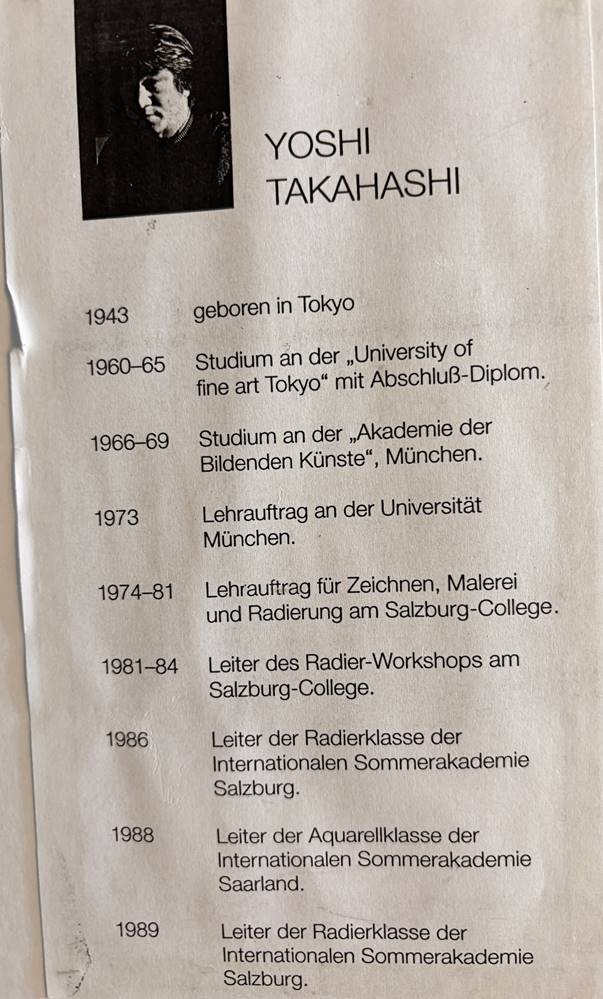 YOSHI
TAKAHASHI
1943 geboren in Tokyo
1960–65 Studium an der „University of
fine art Tokyo“ mit Abschluß-Diplom.
1966–69 Studium an der „Akademie der
Bildenden Künste“, München.
1973 Lehrauftrag an der Universität
München.
1974–81 Lehrauftrag für Zeichnen, Malerei
und Radierung am Salzburg-College.
1981–84 Leiter des Radier-Workshops am
Salzburg-College.
1986 Leiter der Radierklasse der
Internationalen Sommerakademie
Salzburg.
1988 Leiter der Aquarellklasse der
Internationalen Sommerakademie
Saarland.
1989 Leiter der Radierklasse der
Internationalen Sommerakademie
Salzburg.